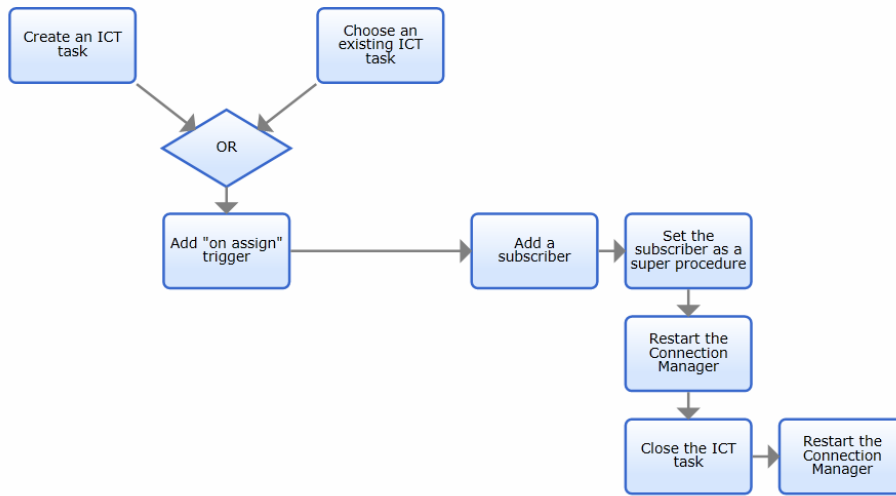 Create an ICT
task
Choose an
existing ICT
task
OR
Add "on assign"
trigger
Add a
subscriber
Set the
subscriber as a
super procedure
Restart the
Connection
Manager
Close the ICT
task
Restart the
Connection
Manager